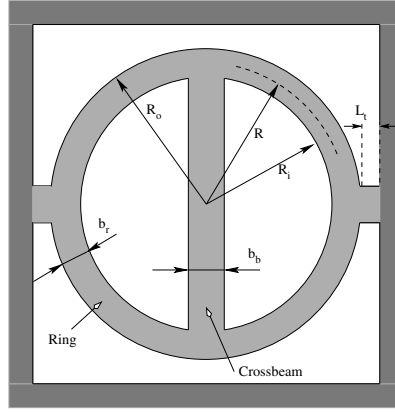 R_o
L_t
R
R_i
b_r
b_b
Ring
Crossbeam